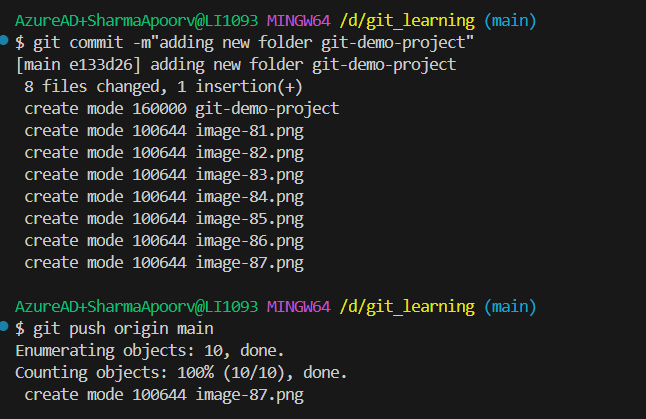 AzureAD+SharmaApoorv@LI1093 MINGW64 /d/git_learning (main)
$ git commit -m"adding new folder git-demo-project"
[main e133d26] adding new folder git-demo-project
8 files changed, 1 insertion(+)
create mode 160000 git-demo-project
create mode 100644 image-81.png
create mode 100644 image-82.png
create mode 100644 image-83.png
create mode 100644 image-84.png
create mode 100644 image-85.png
create mode 100644 image-86.png
create mode 100644 image-87.png
AzureAD+SharmaApoorv@LI1093 MINGW64 /d/git_learning (main)
$ git push origin main
Enumerating objects: 10, done.
Counting objects: 100% (10/10), done.
create mode 100644 image-87.png